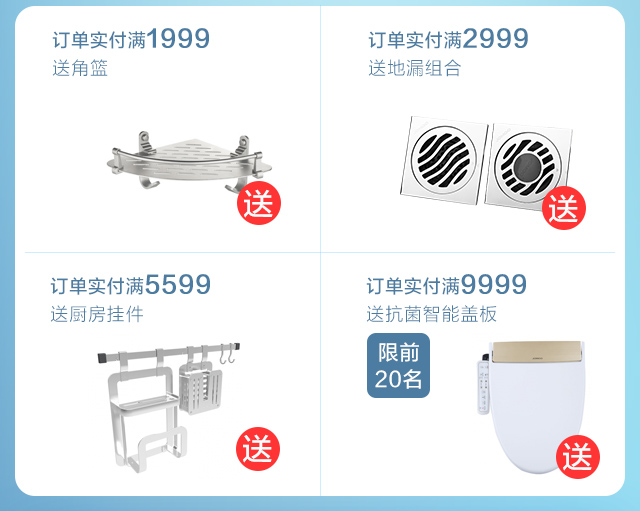 订单实付满1999
送角篮
送
订单实付满2999
送地漏组合
送
订单实付满5599
送厨房挂件
送
订单实付满9999
送抗菌智能盖板
限前
20名
送